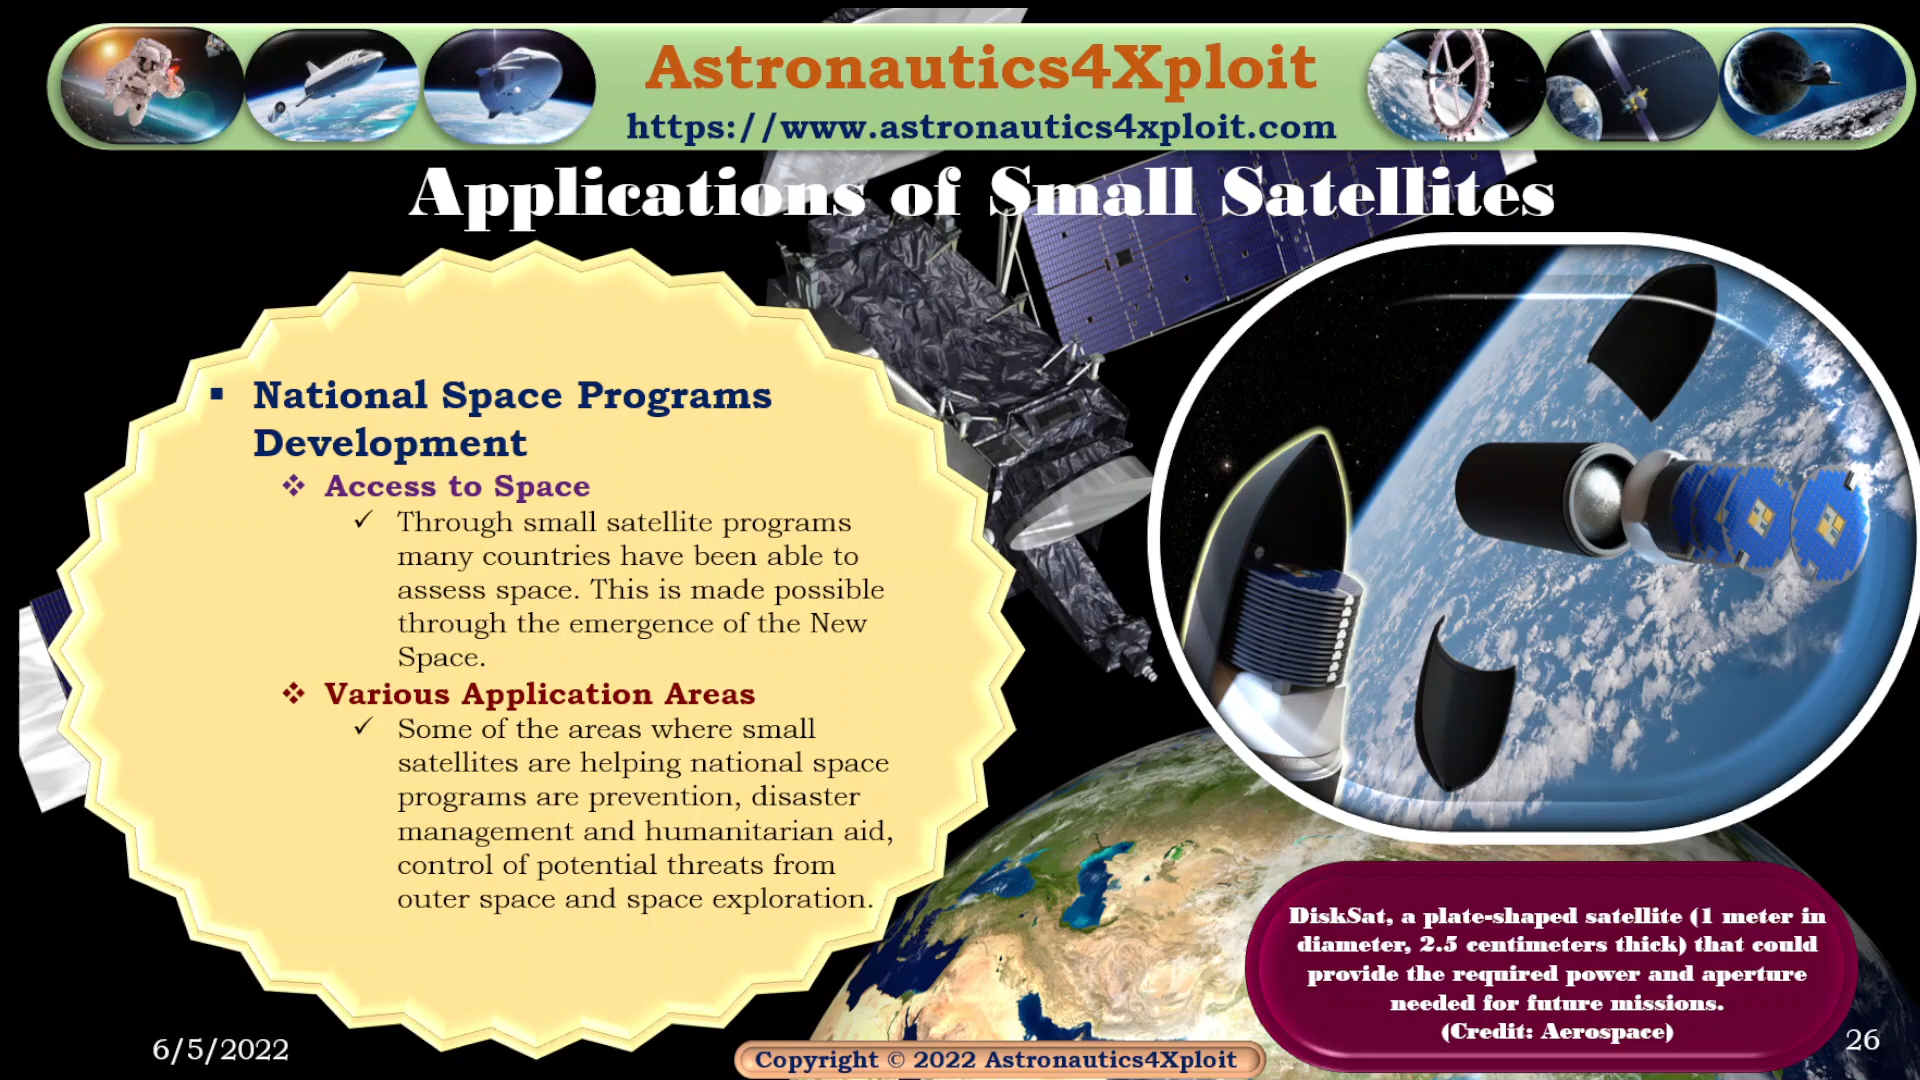 Astronautics4Xploit
https://www.astronautics4xploit.com
Applications of Small Satellites
▪ National Space Programs
Development
❖ Access to Space
✓ Through small satellite programs
many countries have been able to
assess space. This is made possible
through the emergence of the New
Space.
❖ Various Application Areas
✓ Some of the areas where small
satellites are helping national space
programs are prevention, disaster
management and humanitarian aid,
control of potential threats from
outer space and space exploration.
DiskSat, a plate-shaped satellite (1 meter in
diameter, 2.5 centimeters thick) that could
provide the required power and aperture
needed for future missions.
(Credit: Aerospace)
6/5/2022
Copyright © 2022 Astronautics4Xploit
26